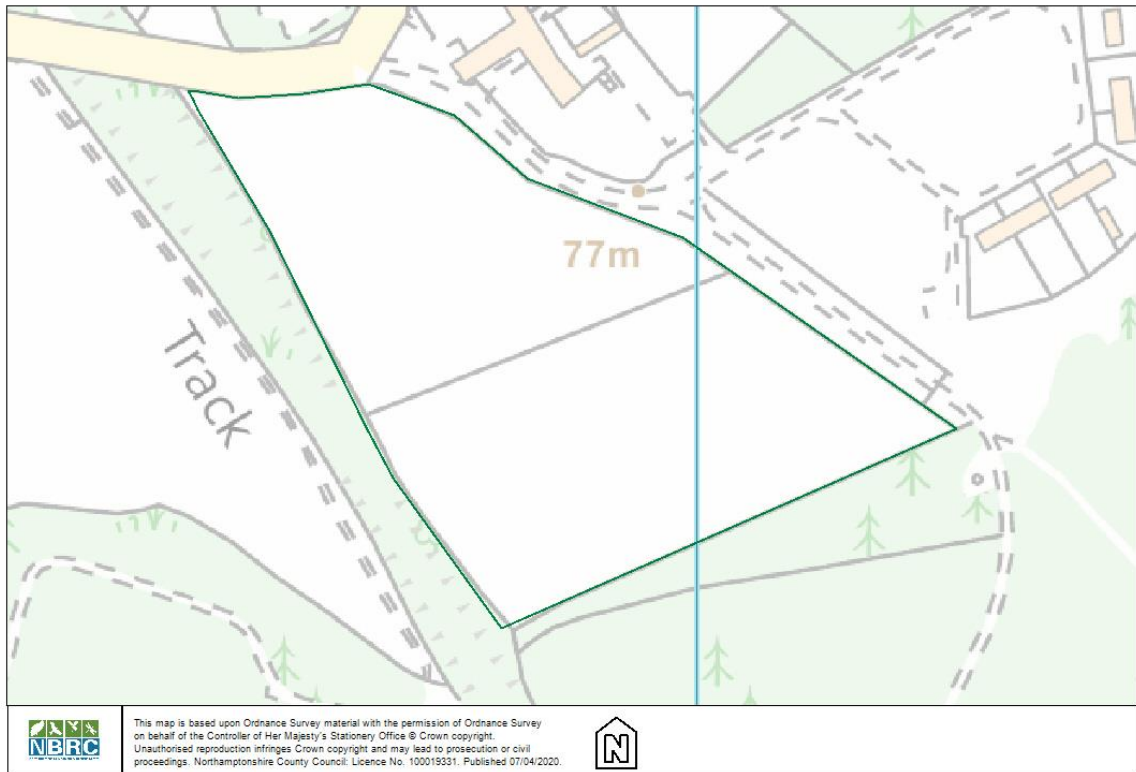 77m
Track
NBRC
This map is based upon Ordnance Survey material with the permission of Ordnance Survey
on behalf of the Controller of Her Majesty's Stationery Office © Crown copyright.
Unauthorised reproduction infringes Crown copyright and may lead to prosecution or civil
proceedings. Northamptonshire County Council: Licence No. 100019331. Published 07/04/2020.
N